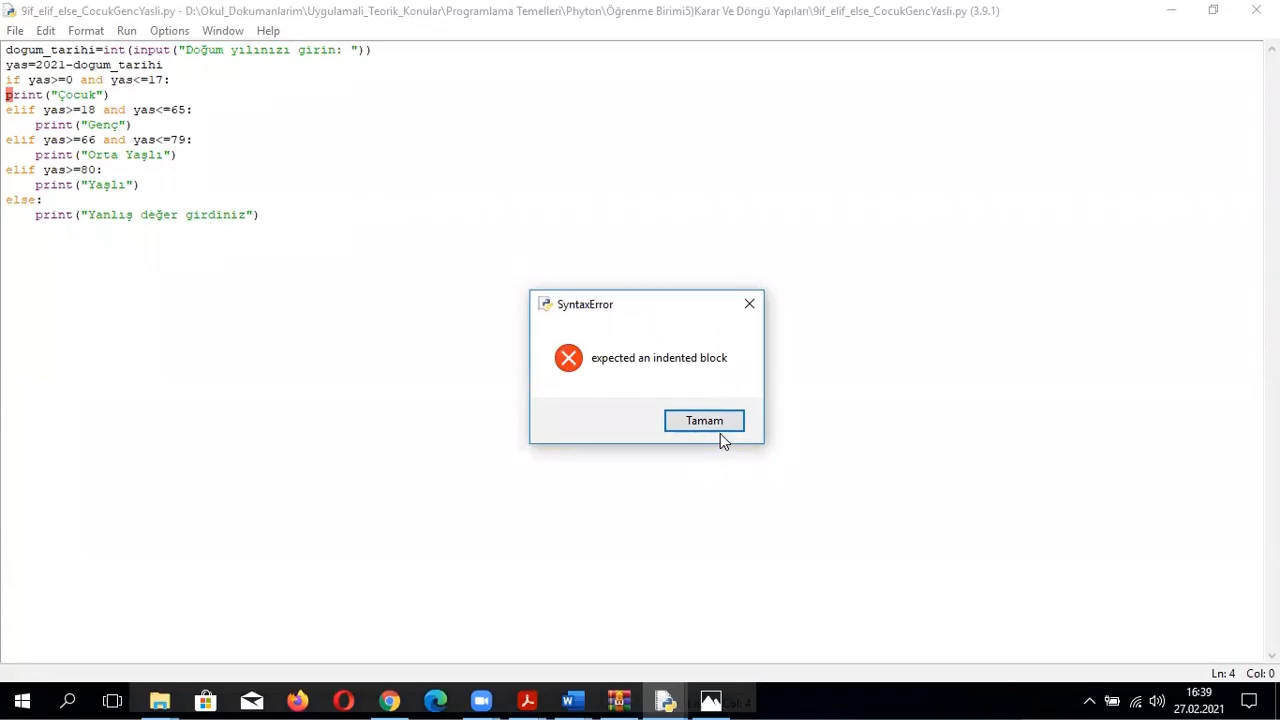 9if_elif_else_CocukGencYasli.py - D:\Okul_Dokumanlarim\Uygulamali_Teorik_Konular\Programlama Temelleri\Phyton\Öğrenme Birimi5)Karar Ve Döngü Yapıları\9if_elif_else_CocukGencYasli.py (3.9.1)
File Edit Format Run Options Window Help
dogum_tarihi=int(input("Doğum yılınızı girin: "))
yas=2021-dogum_tarihi
if yas>=0 and yas<=17:
print("Çocuk")
elif yas>=18 and yas<=65:
    print("Genç")
elif yas>=66 and yas<=79:
    print("Orta Yaşlı")
elif yas>=80:
    print("Yaşlı")
else:
    print("Yanlış değer girdiniz")
SyntaxError
expected an indented block
Tamam
Ln: 4 Col: 0
16:39
27.02.2021